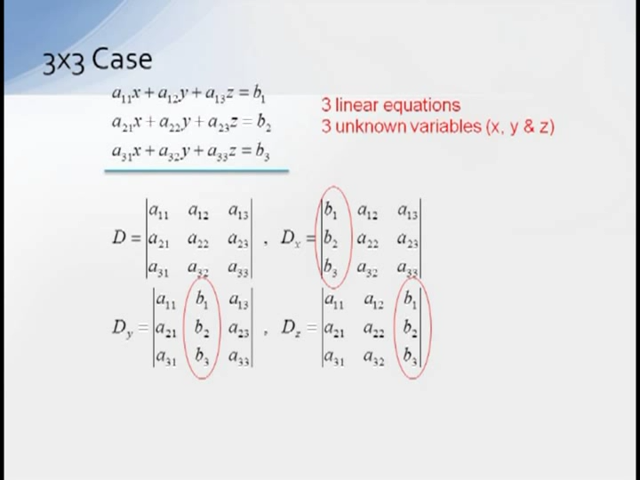 3x3 Case
a₁₁x + a₁₂y + a₁₃z = b₁
a₂₁x + a₂₂y + a₂₃z = b₂
a₃₁x + a₃₂y + a₃₃z = b₃
3 linear equations
3 unknown variables (x, y & z)
D = |a₁₁ a₁₂ a₁₃| , Dₓ = |b₁ a₁₂ a₁₃|
|a₂₁ a₂₂ a₂₃| |b₂ a₂₂ a₂₃|
|a₃₁ a₃₂ a₃₃| |b₃ a₃₂ a₃₃|
D_y = |a₁₁ b₁ a₁₃| , D_z = |a₁₁ a₁₂ b₁|
|a₂₁ b₂ a₂₃| |a₂₁ a₂₂ b₂|
|a₃₁ b₃ a₃₃| |a₃₁ a₃₂ b₃|